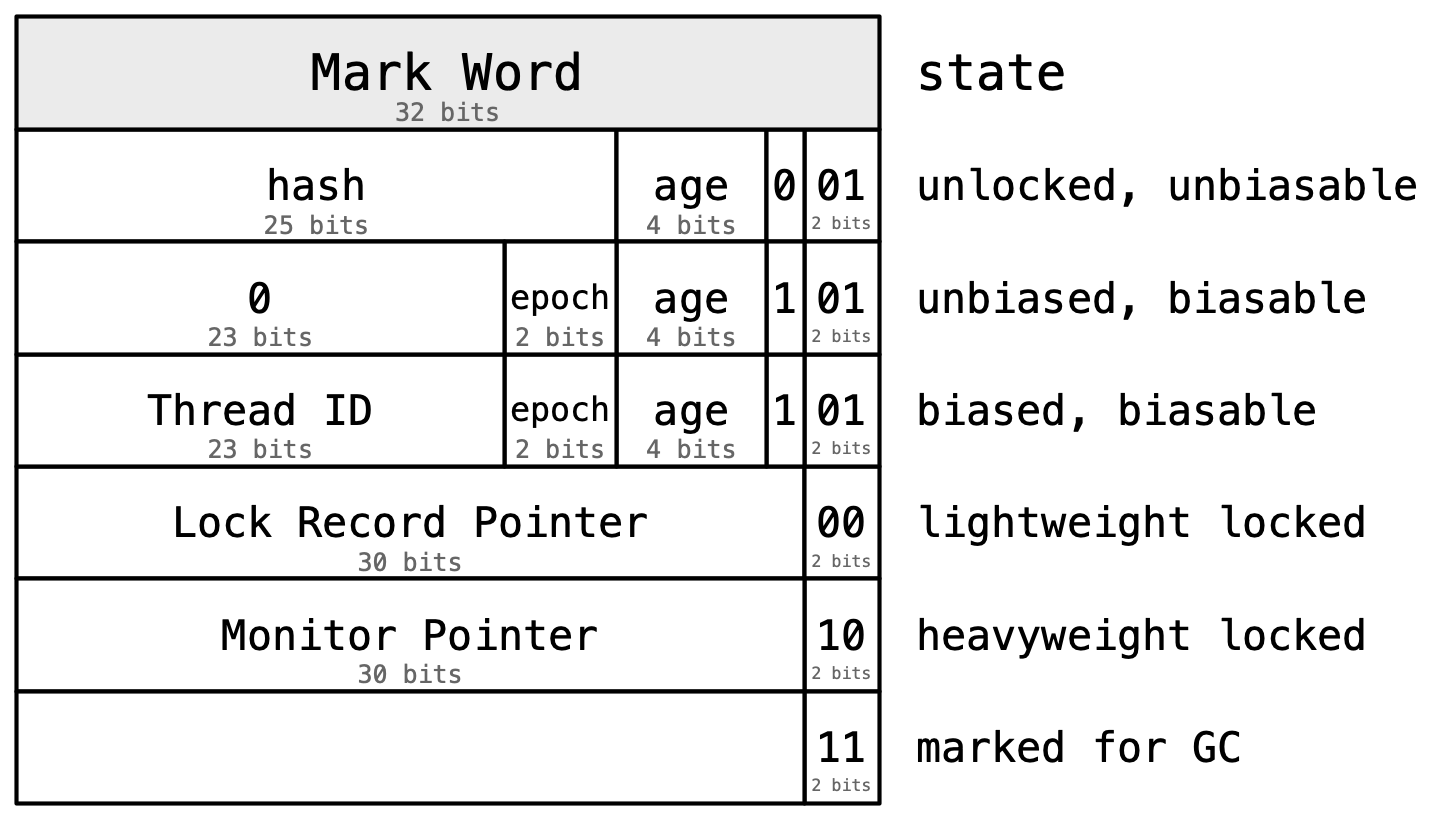 Mark Word state
32 bits
hash age 0 01 unlocked, unbiasable
25 bits 4 bits 2 bits
0 epoch age 1 01 unbiased, biasable
23 bits 2 bits 4 bits 2 bits
Thread ID epoch age 1 01 biased, biasable
23 bits 2 bits 4 bits 2 bits
Lock Record Pointer 00 lightweight locked
30 bits 2 bits
Monitor Pointer 10 heavyweight locked
30 bits 2 bits
11 marked for GC
2 bits